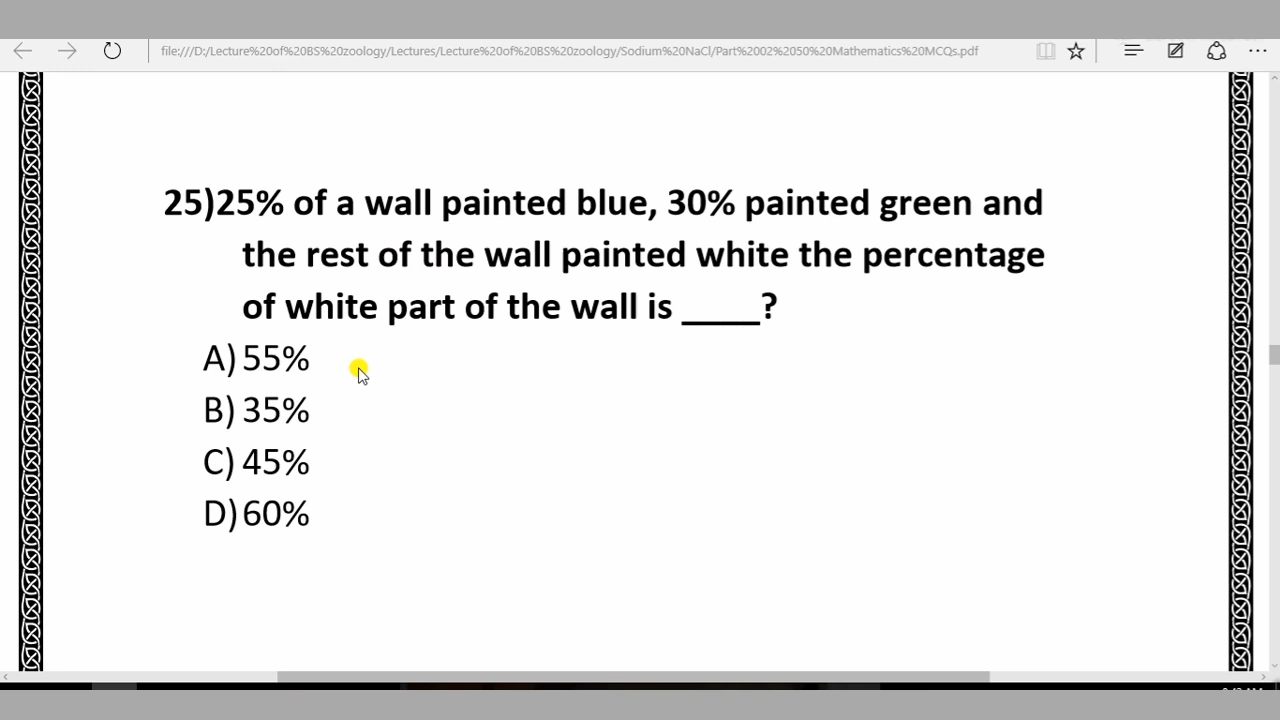 file:///D:/Lecture%20of%20BS%20zoology/Lectures/Lecture%20of%20BS%20zoology/Sodium%20NaCl/Part%2002%2050%20Mathematics%20MCQs.pdf
25)25% of a wall painted blue, 30% painted green and
the rest of the wall painted white the percentage
of white part of the wall is ____?
A) 55%
B) 35%
C) 45%
D) 60%